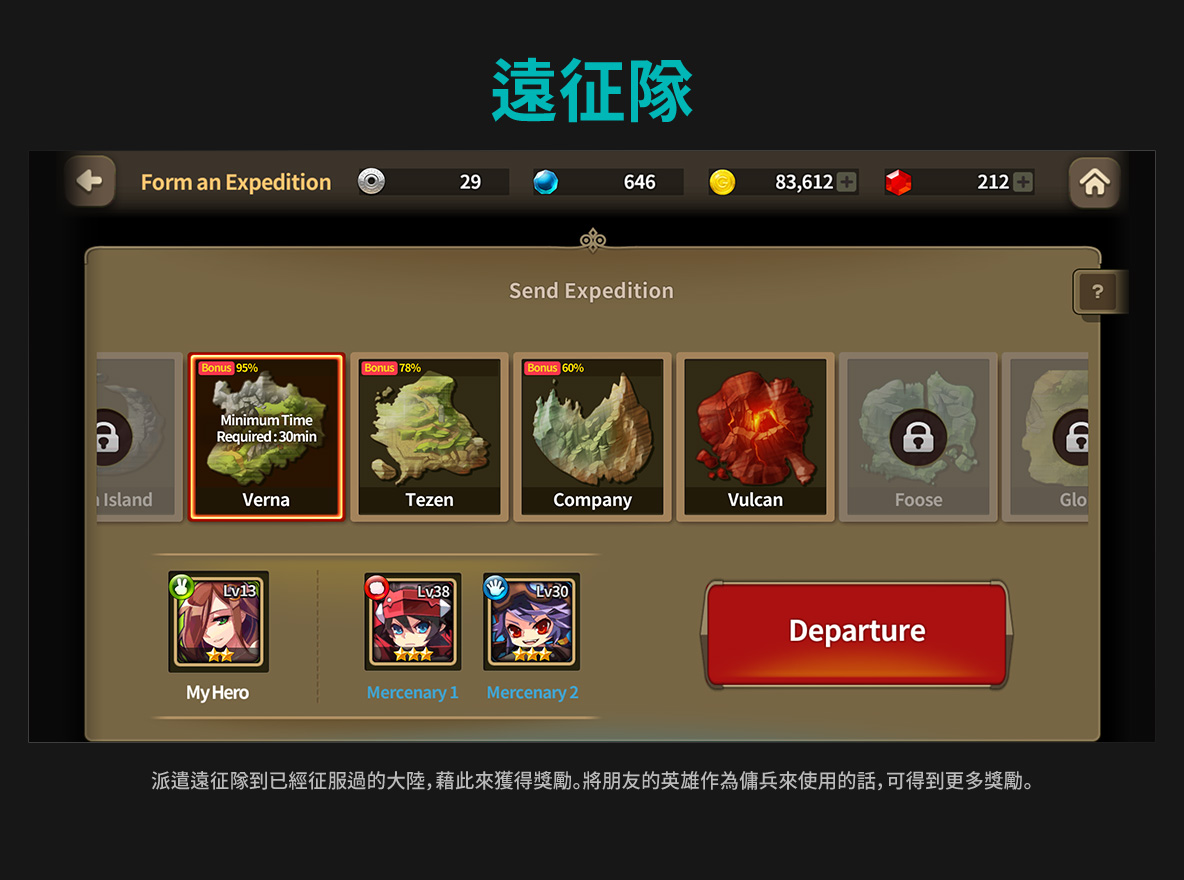 遠征隊
Form an Expedition 29 646 83,612 212
Send Expedition
?
Bonus 95% Bonus 78% Bonus 60%
Minimum Time
Required : 30min
Island Verna Tezen Company Vulcan Foose Glo
Lv13 Lv38 Lv30
Departure
My Hero Mercenary 1 Mercenary 2
派遣遠征隊到已經征服過的大陸，藉此來獲得獎勵。將朋友的英雄作為傭兵來使用的話，可得到更多獎勵。